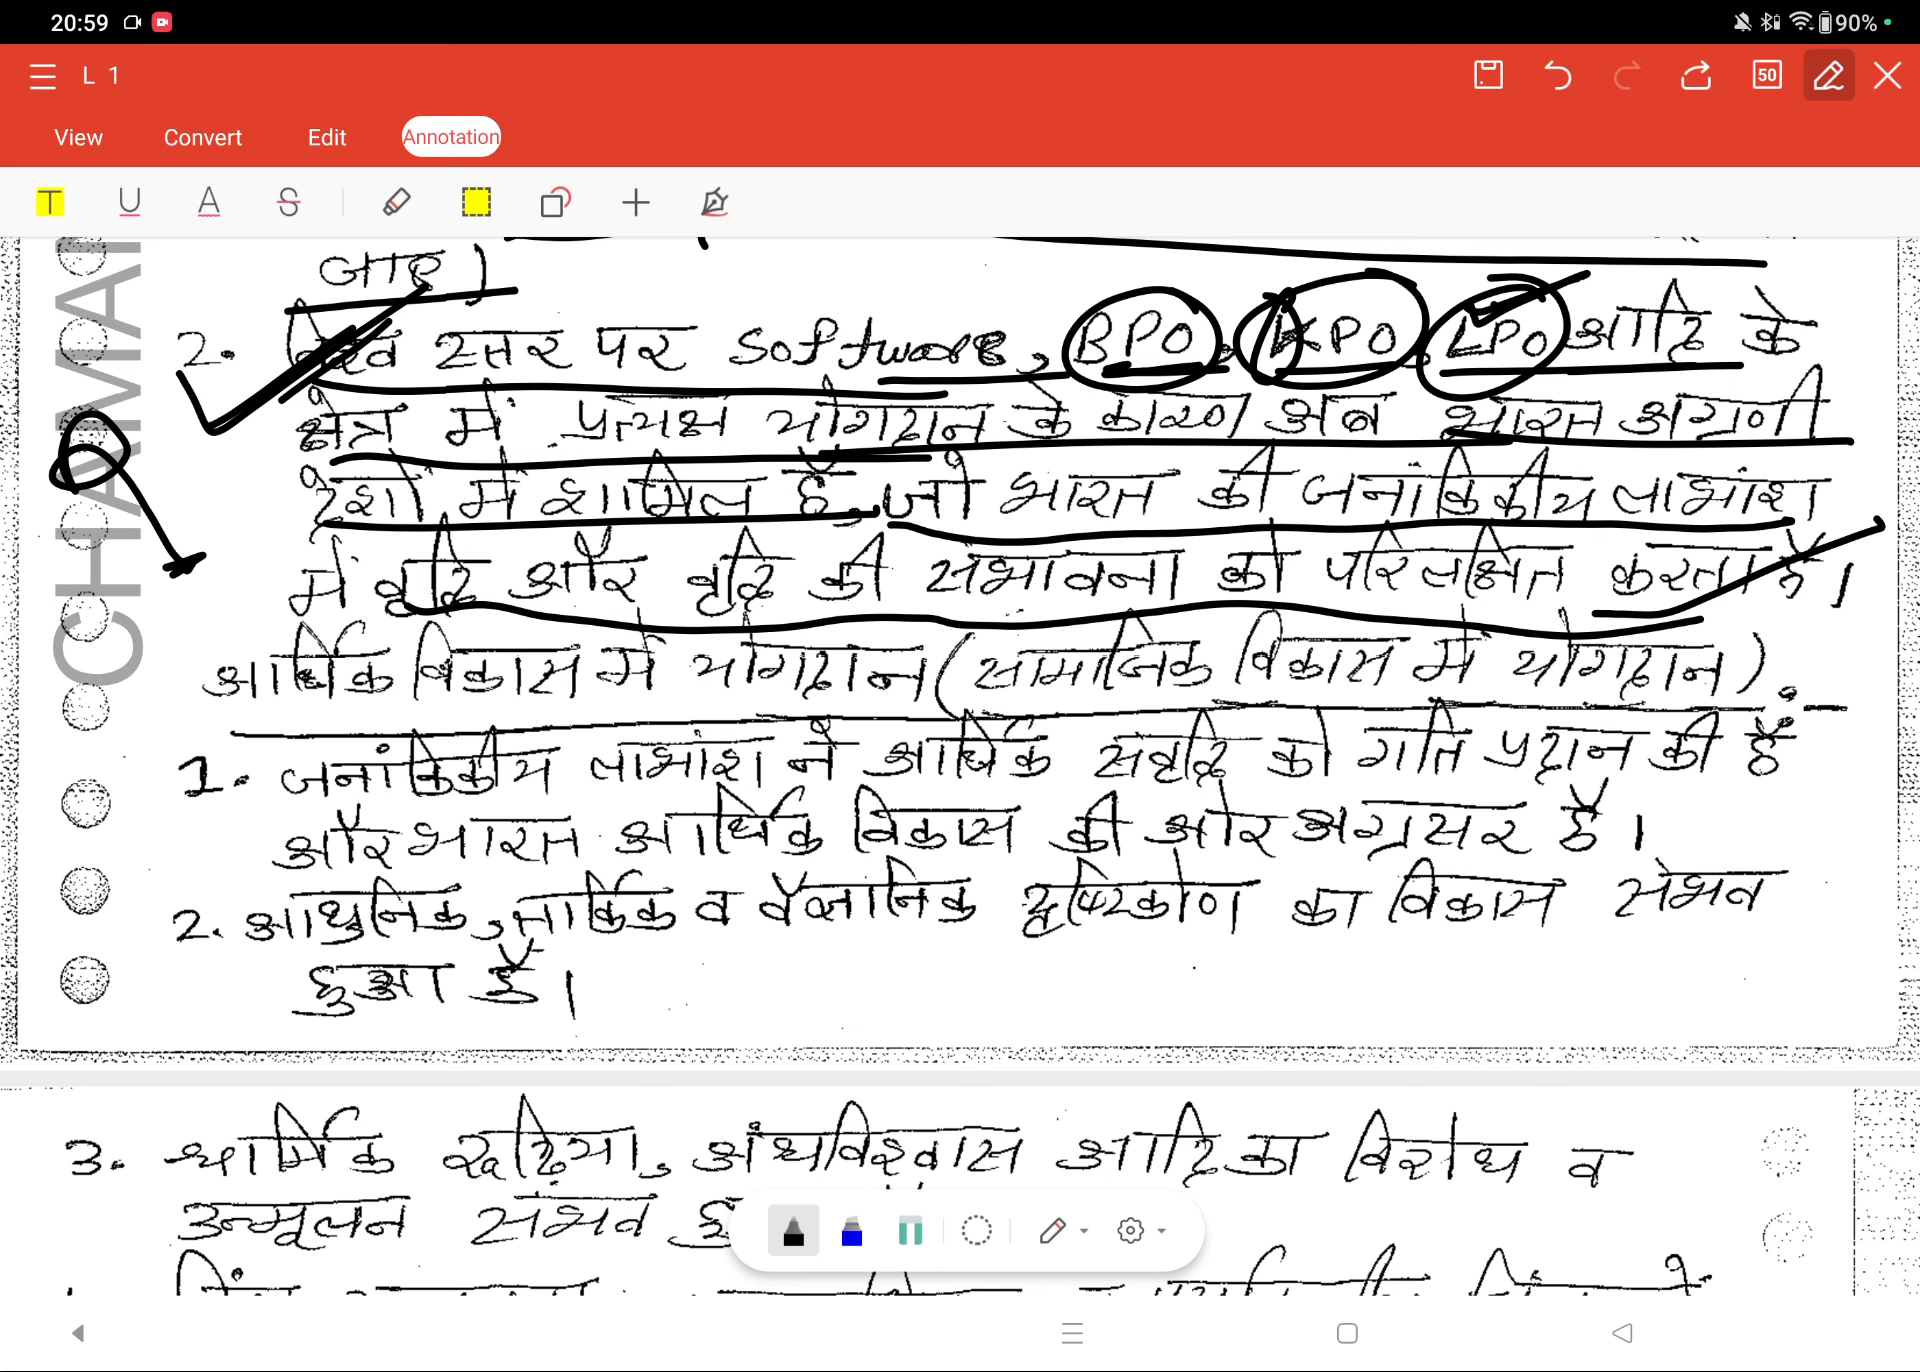 20:59
90%
L 1
50
View Convert Edit Annotation
T U A S
CHAMAN
जाए)
2. विश्व स्तर पर Software, BPO, KPO, LPO आदि के
क्षेत्र में प्रत्यक्ष योगदान के कारण अब भारत अग्रणी
देशों में शामिल है, जो भारत की जनांकिकीय लाभांश
में वृद्धि और वृद्धि की संभावना को परिलक्षित करता है।
आर्थिक विकास में योगदान (सामाजिक विकास में योगदान) :-
1. जनांकिकीय लाभांश ने आर्थिक संवृद्धि को गति प्रदान की है
और भारत आर्थिक विकास की ओर अग्रसर है।
2. आधुनिक, तार्किक व वैज्ञानिक दृष्टिकोण का विकास संभव
हुआ है।
3. धार्मिक रूढ़िया, अंधविश्वास आदि का विरोध व
उन्मूलन संभव